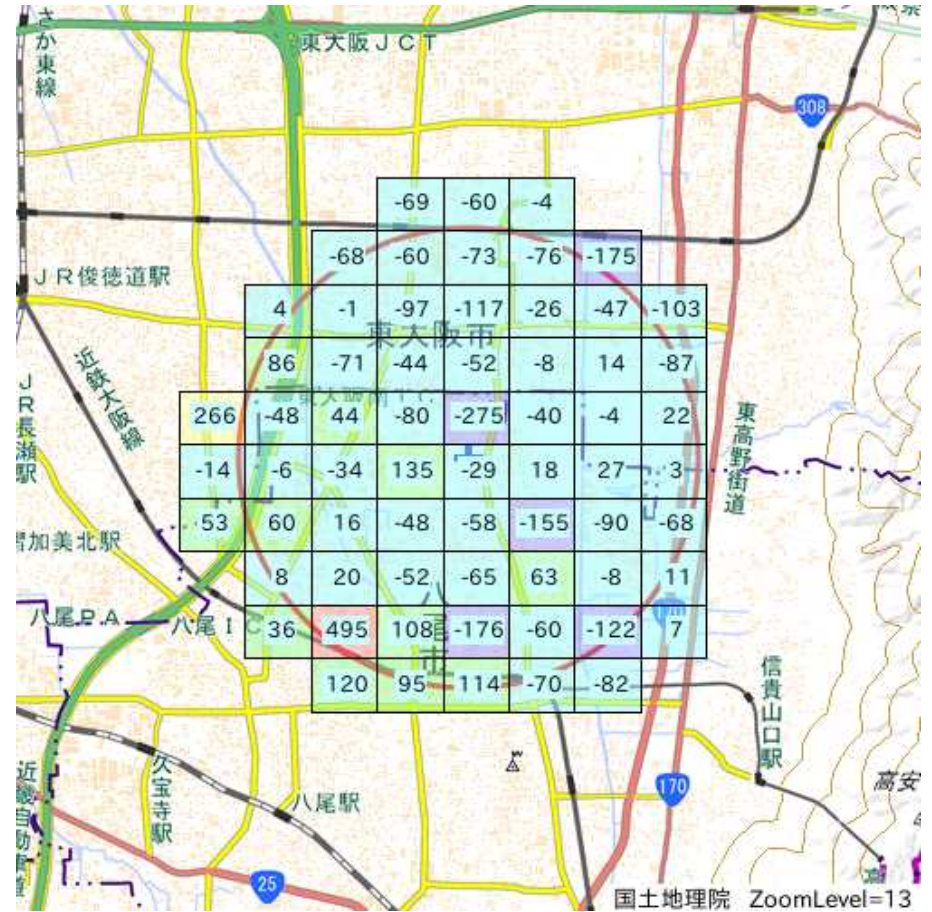 おさか東線
東大阪JCT
308
-69 -60 -4
-68 -60 -73 -76 -175
JR俊徳道駅
4 -1 -97 -117 -26 -47 -103
東大阪市
近鉄大阪線
86 -71 -44 -52 -8 14 -87
JR長瀬駅
266 -48 44 -80 -275 -40 -4 22
東高野街道
-14 -6 -34 135 -29 18 27 3
53 60 16 -48 -58 -155 -90 -68
加美北駅
8 20 -52 -65 63 -8 11
八尾PA
八尾IC
36 495 108 -176 -60 -122 7
八尾市
120 95 114 -70 -82
信貴山口駅
久宝寺駅
八尾駅
170
高安
近畿自動車道
25
国土地理院 ZoomLevel=13